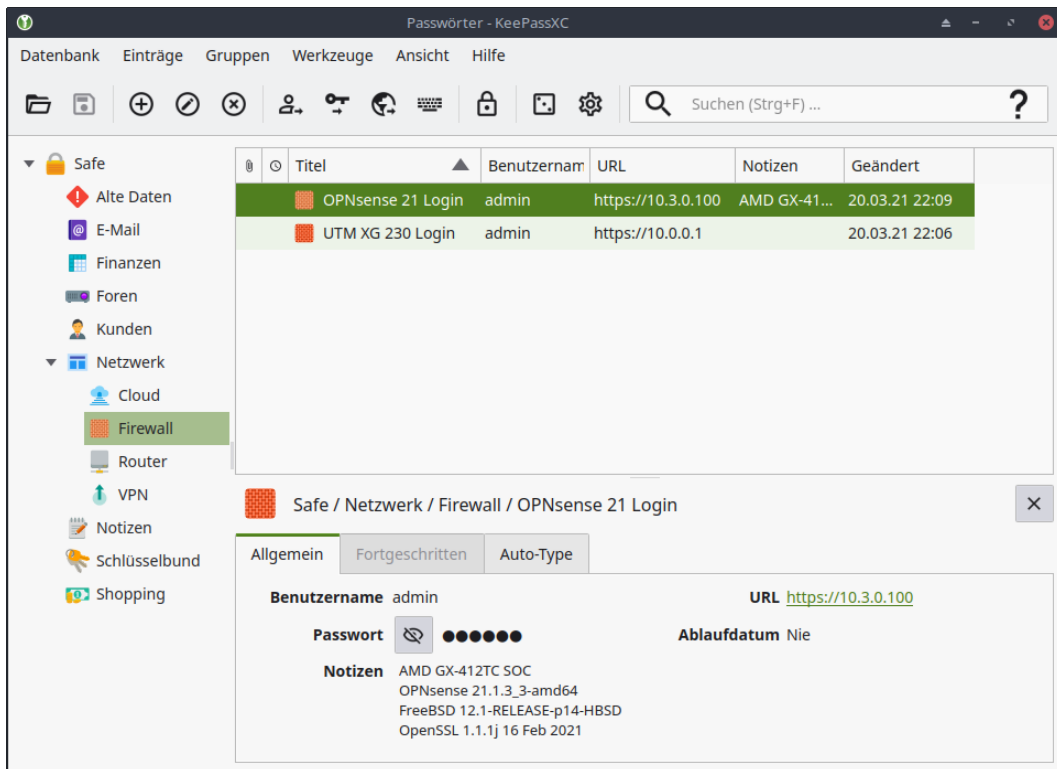 Passwörter - KeePassXC
Datenbank Einträge Gruppen Werkzeuge Ansicht Hilfe
Suchen (Strg+F) ...
Safe
Alte Daten
E-Mail
Finanzen
Foren
Kunden
Netzwerk
Cloud
Firewall
Router
VPN
Notizen
Schlüsselbund
Shopping
Titel Benutzernam URL Notizen Geändert
OPNsense 21 Login admin https://10.3.0.100 AMD GX-41... 20.03.21 22:09
UTM XG 230 Login admin https://10.0.0.1 20.03.21 22:06
Safe / Netzwerk / Firewall / OPNsense 21 Login
Allgemein Fortgeschritten Auto-Type
Benutzername admin URL https://10.3.0.100
Passwort ●●●●●● Ablaufdatum Nie
Notizen AMD GX-412TC SOC
OPNsense 21.1.3_3-amd64
FreeBSD 12.1-RELEASE-p14-HBSD
OpenSSL 1.1.1j 16 Feb 2021